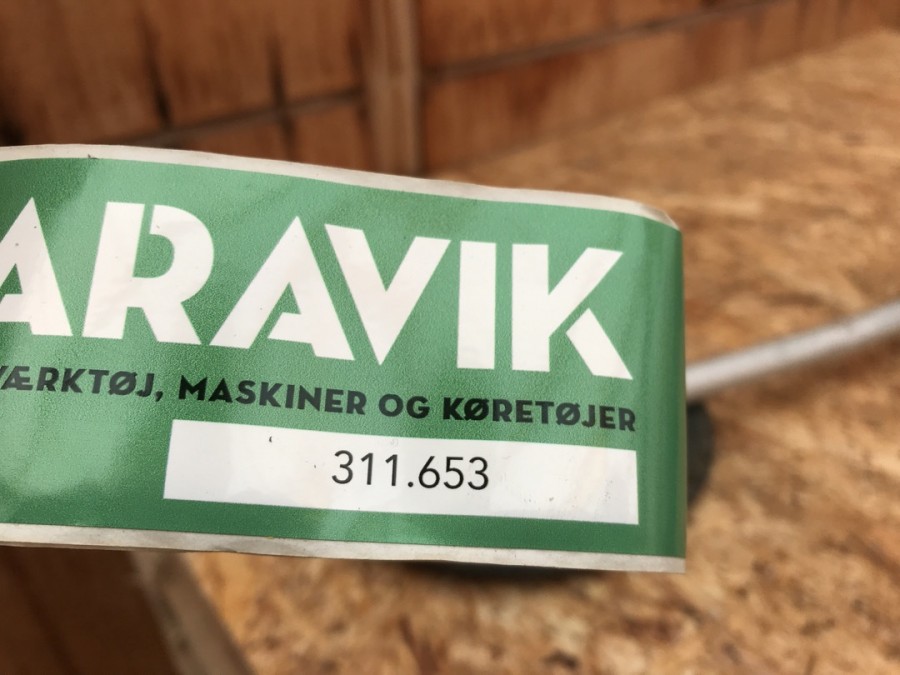 ARAVIK
VÆRKTØJ, MASKINER OG KØRETØJER
311.653